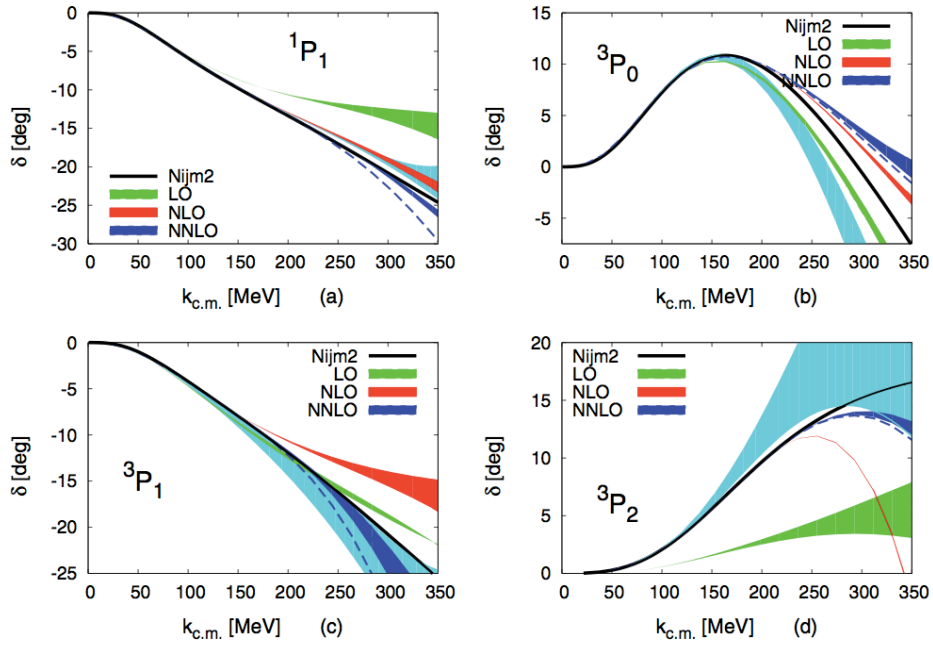 0
-5
-10
-15
-20
-25
-30
δ [deg]
¹P₁
Nijm2
LO
NLO
NNLO
0 50 100 150 200 250 300 350
k_c.m. [MeV] (a)
15
10
5
0
-5
δ [deg]
³P₀
Nijm2
LO
NLO
NNLO
0 50 100 150 200 250 300 350
k_c.m. [MeV] (b)
0
-5
-10
-15
-20
-25
δ [deg]
³P₁
Nijm2
LO
NLO
NNLO
0 50 100 150 200 250 300 350
k_c.m. [MeV] (c)
20
15
10
5
0
δ [deg]
³P₂
Nijm2
LO
NLO
NNLO
0 50 100 150 200 250 300 350
k_c.m. [MeV] (d)